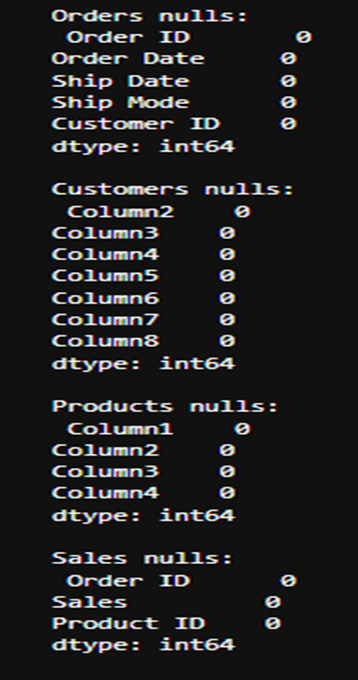 Orders nulls:
Order ID 0
Order Date 0
Ship Date 0
Ship Mode 0
Customer ID 0
dtype: int64
Customers nulls:
Column2 0
Column3 0
Column4 0
Column5 0
Column6 0
Column7 0
Column8 0
dtype: int64
Products nulls:
Column1 0
Column2 0
Column3 0
Column4 0
dtype: int64
Sales nulls:
Order ID 0
Sales 0
Product ID 0
dtype: int64